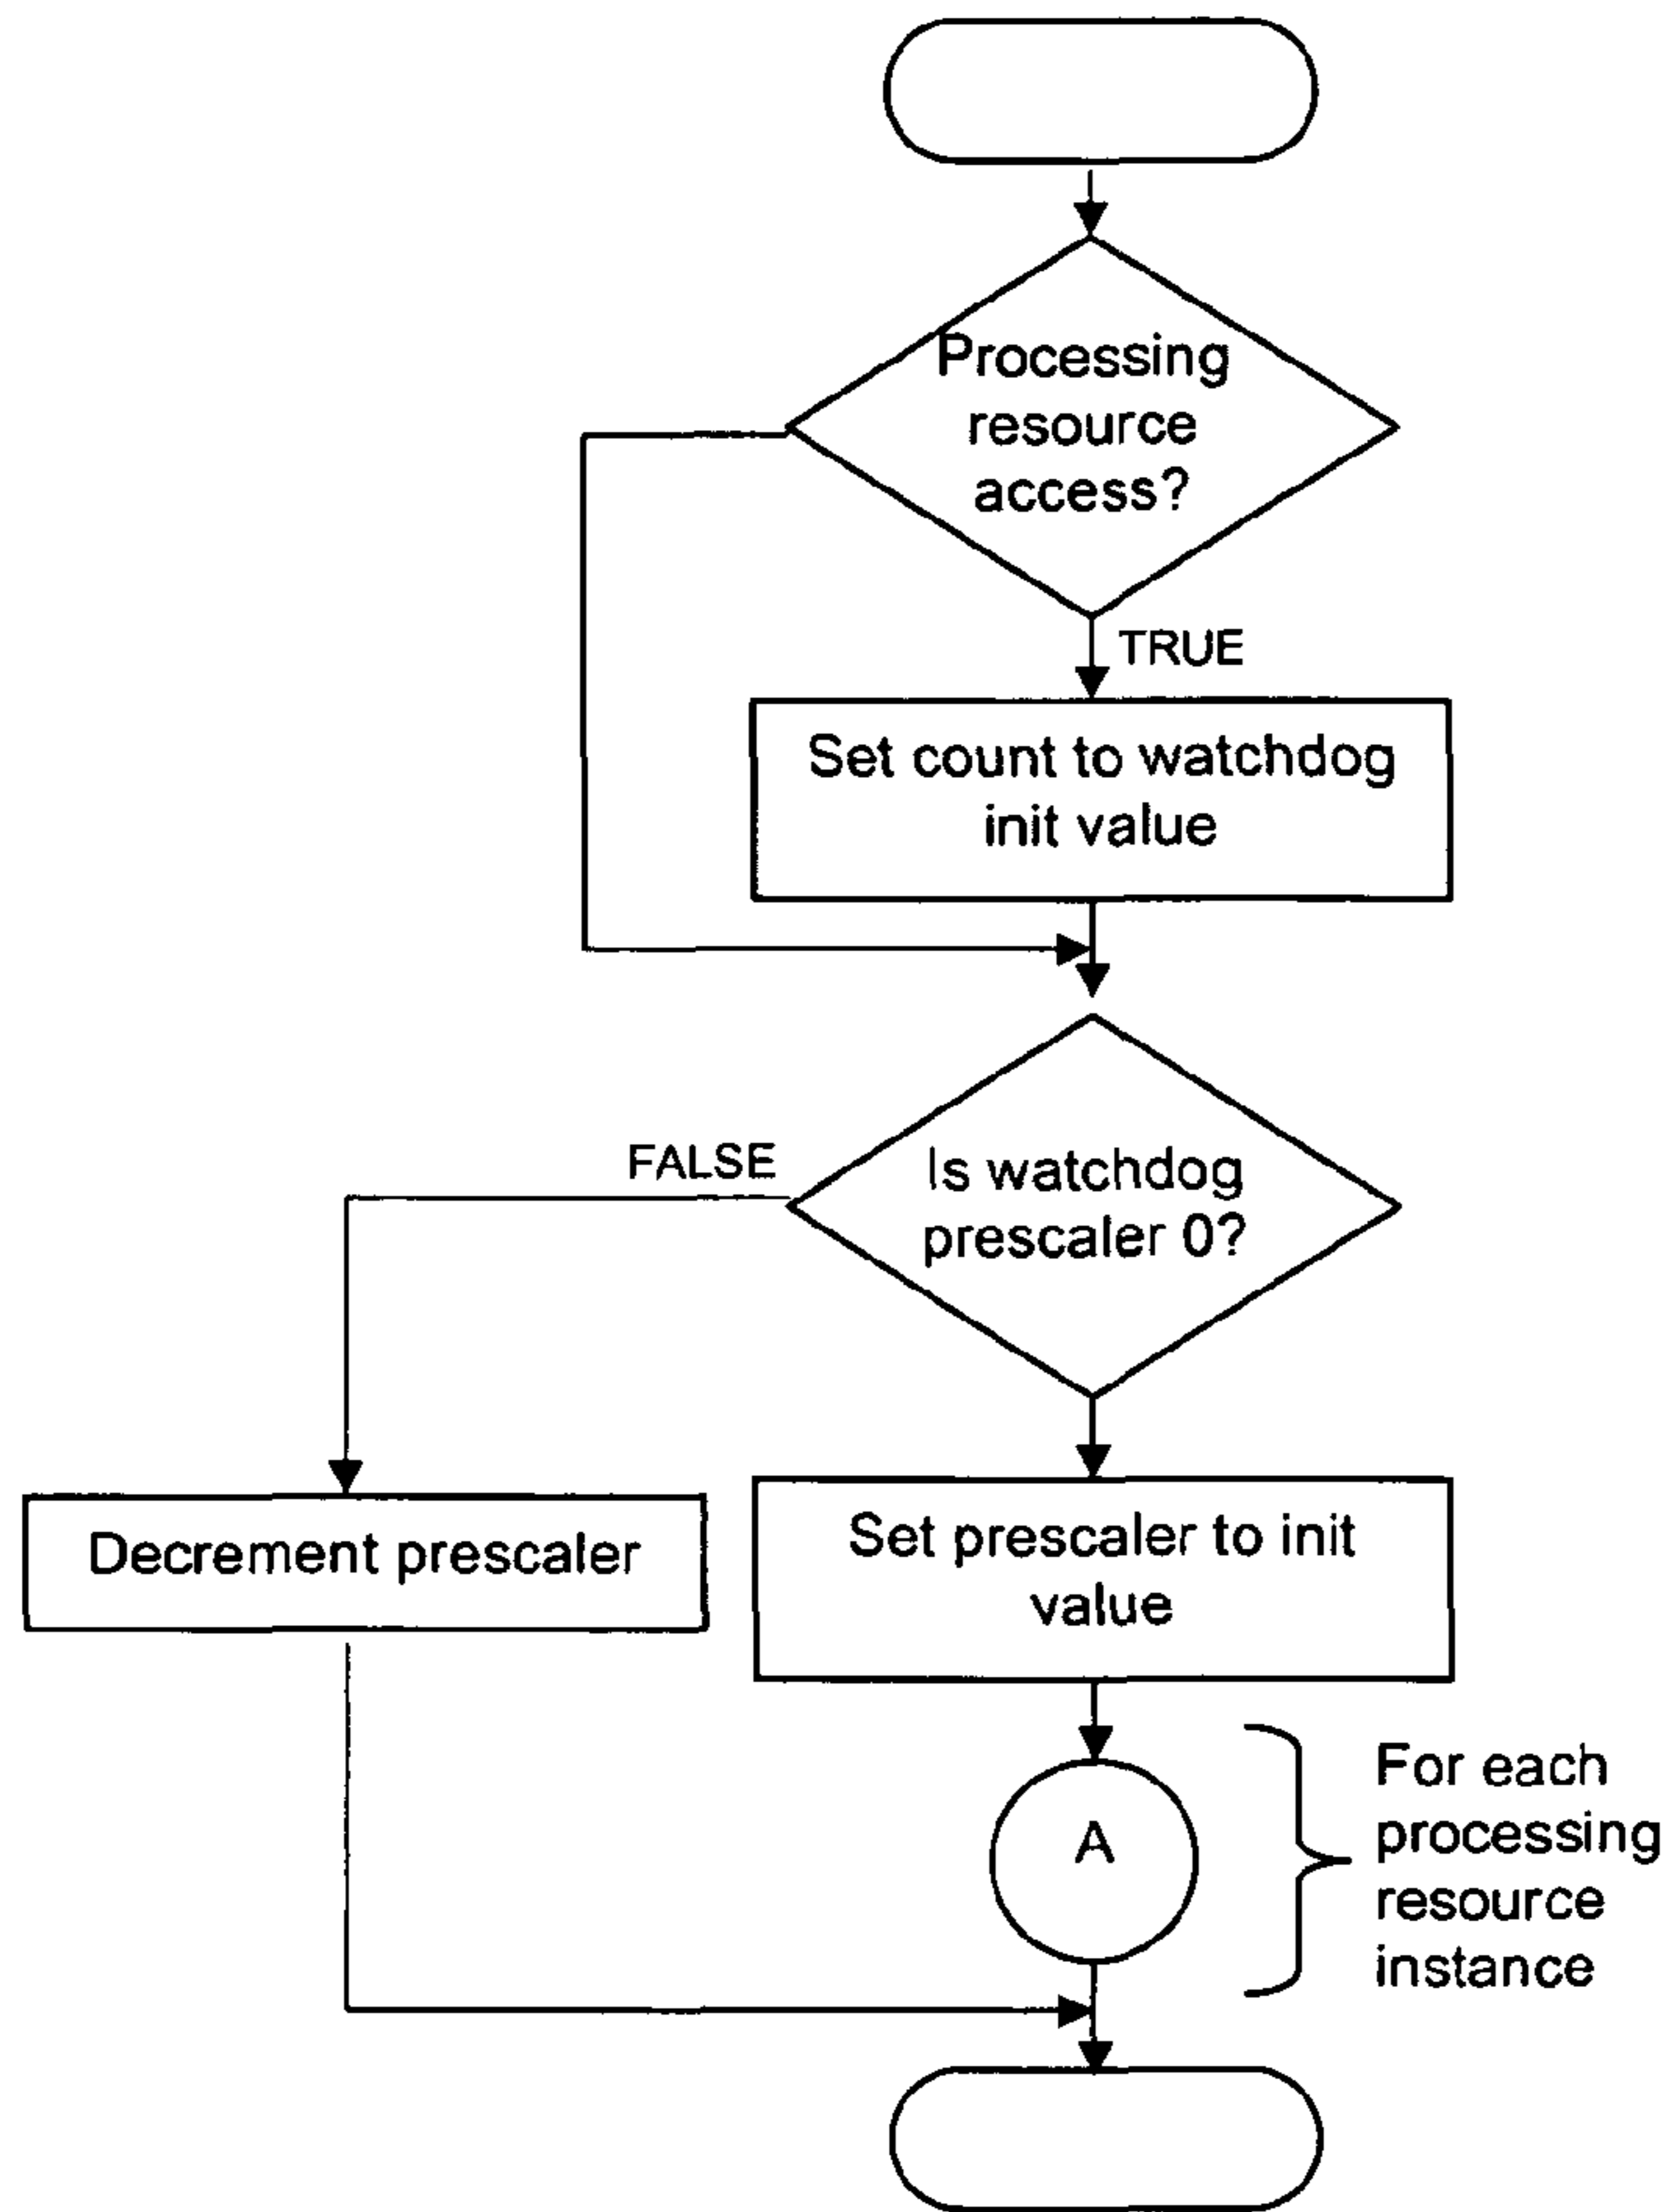 Processing
resource
access?
TRUE
Set count to watchdog
init value
FALSE
Is watchdog
prescaler 0?
Decrement prescaler
Set prescaler to init
value
A
For each
processing
resource
instance